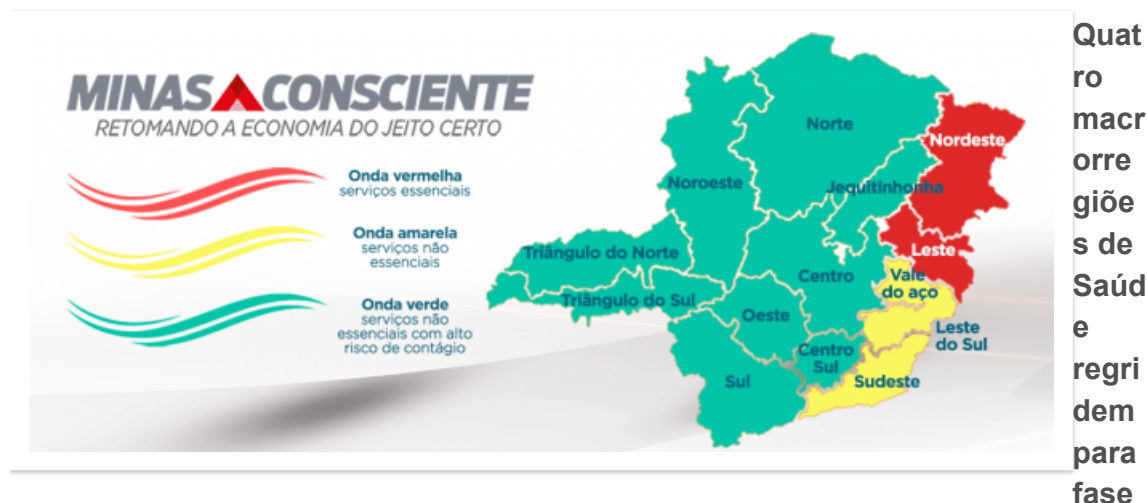 MINAS CONSCIENTE
RETOMANDO A ECONOMIA DO JEITO CERTO
Onda vermelha
serviços essenciais
Onda amarela
serviços não
essenciais
Onda verde
serviços não
essenciais com alto
risco de contágio
Norte
Nordeste
Noroeste
Jequitinhonha
Triângulo do Norte
Leste
Centro
Vale
do aço
Triângulo do Sul
Oeste
Leste
do Sul
Centro
Sul
Sul
Sudeste
Quat
ro
macr
orre
giõe
s de
Saúd
e
regri
dem
para
fase